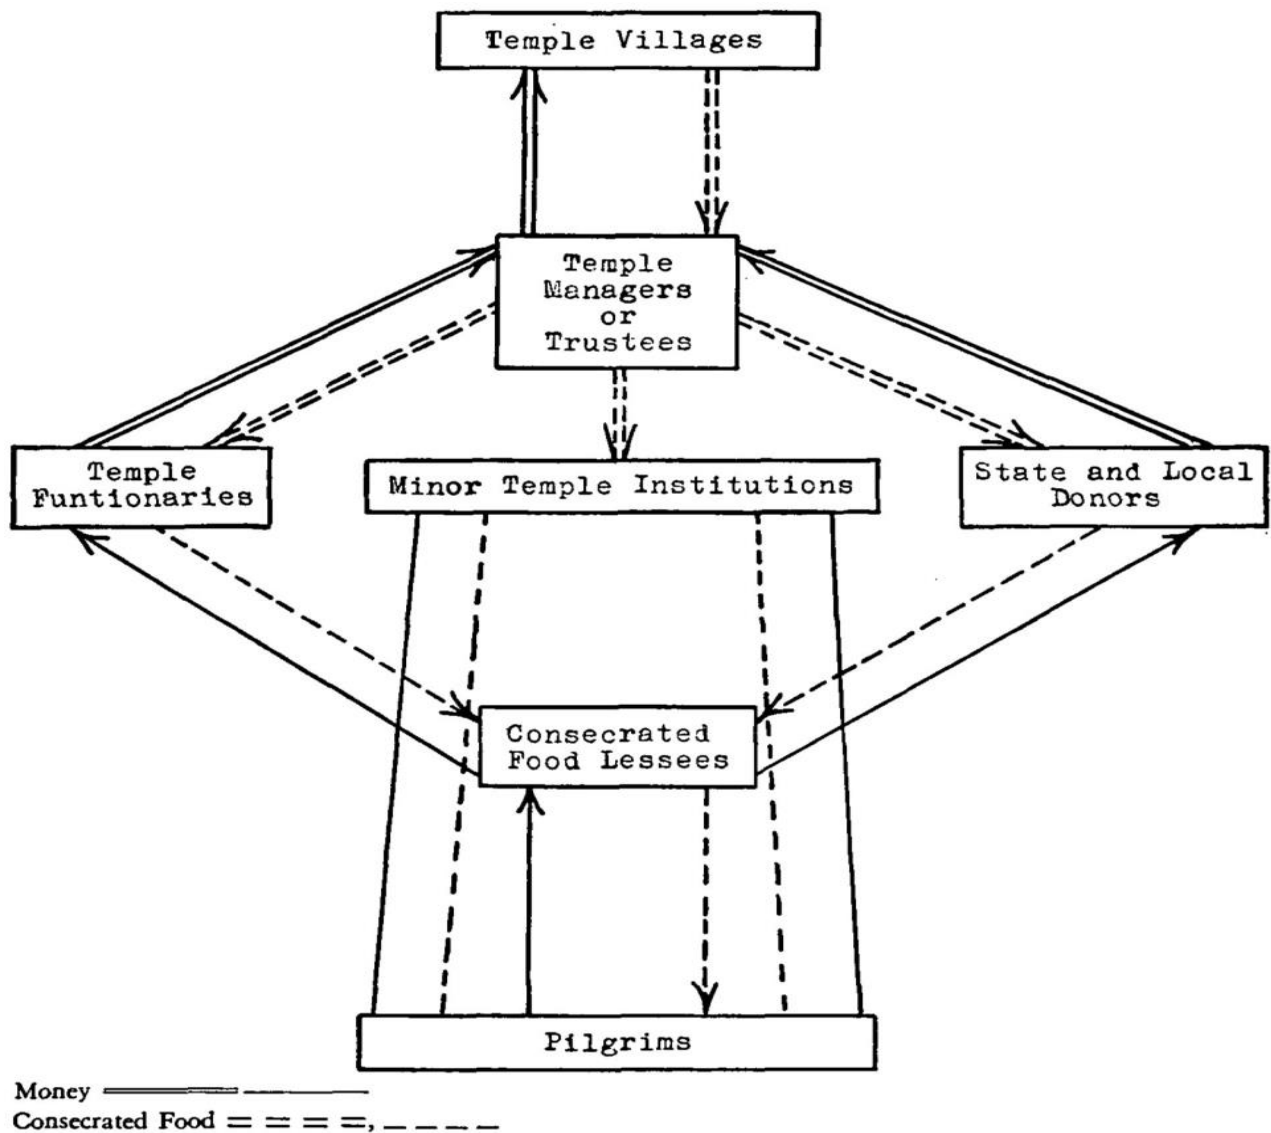 Temple Villages
Temple
Managers
or
Trustees
Temple
Funtionaries
Minor Temple Institutions
State and Local
Donors
Consecrated
Food Lessees
Pilgrims
Money
Consecrated Food